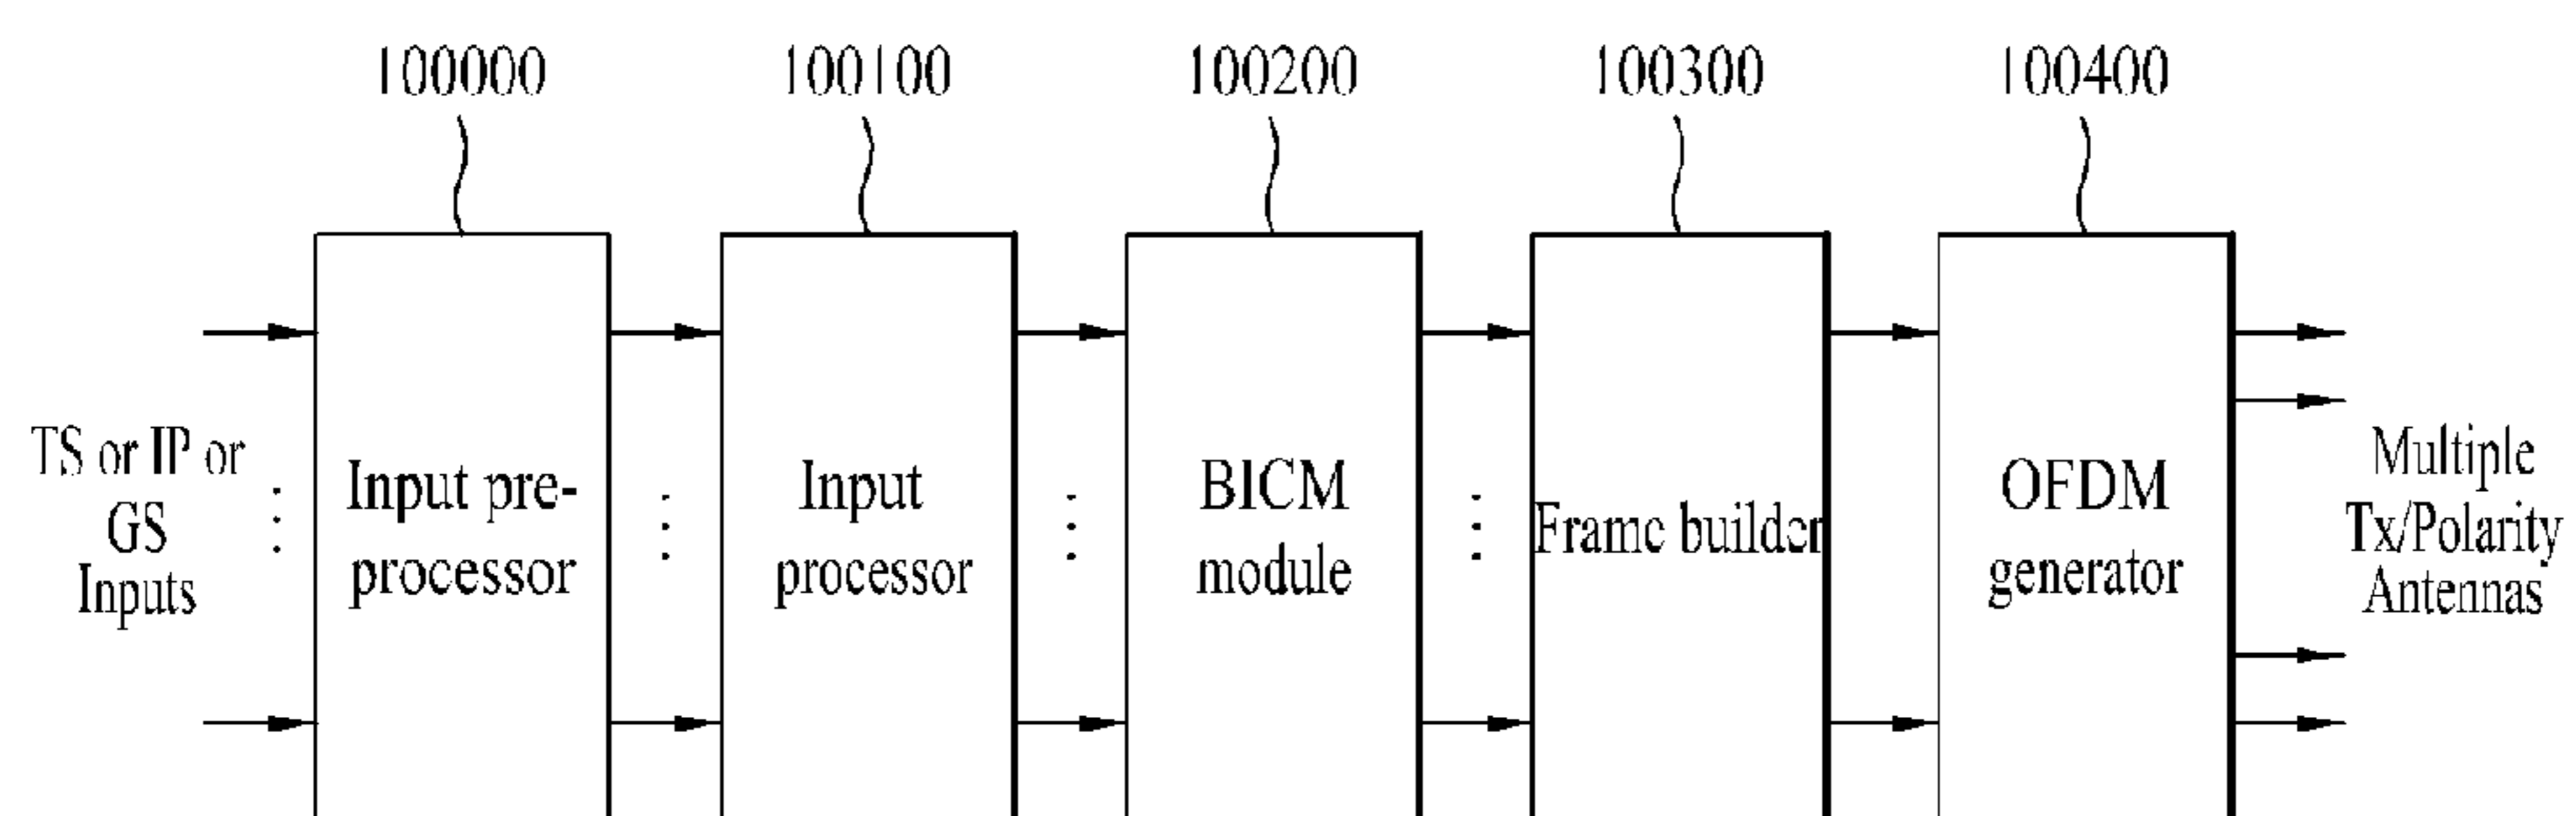 100000
100100
100200
100300
100400
TS or IP or
GS
Inputs
Input pre-
processor
Input
processor
BICM
module
Frame builder
OFDM
generator
Multiple
Tx/Polarity
Antennas